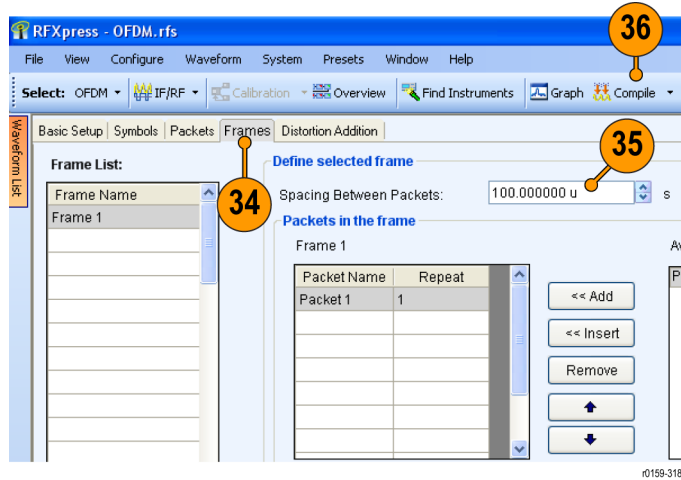 RFXpress - OFDM.rfs
36
File View Configure Waveform System Presets Window Help
Select: OFDM IF/RF Calibration Overview Find Instruments Graph Compile
Waveform List
Basic Setup Symbols Packets Frames Distortion Addition
35
Frame List:
Define selected frame
34
Frame Name
Spacing Between Packets: 100.000000 u s
Frame 1
Packets in the frame
Frame 1
Packet Name Repeat
Packet 1 1
<< Add
<< Insert
Remove
r0159-318